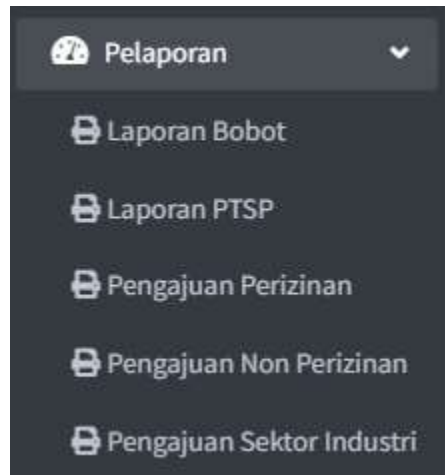 Pelaporan
Laporan Bobot
Laporan PTSP
Pengajuan Perizinan
Pengajuan Non Perizinan
Pengajuan Sektor Industri